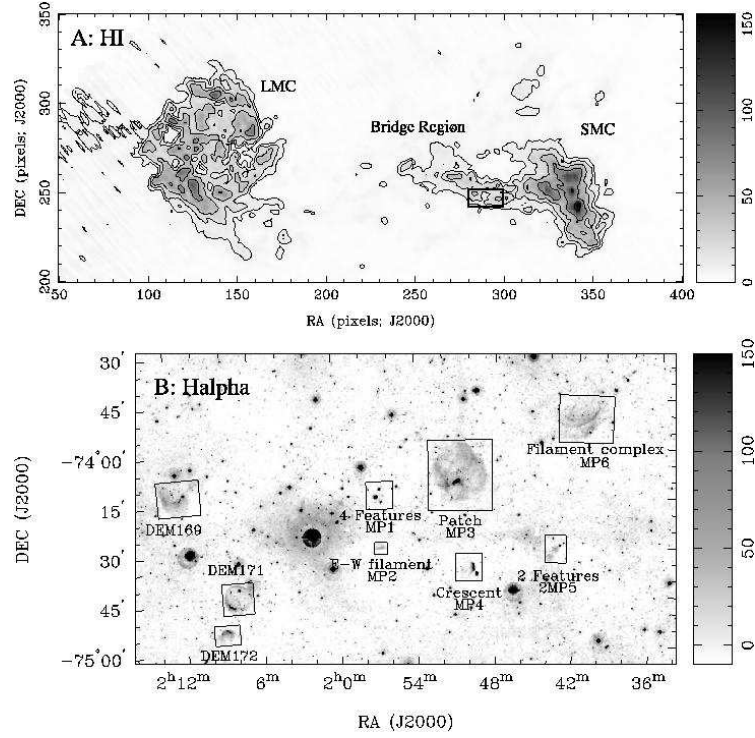 A: HI
LMC
Bridge Region
SMC
350
300
250
200
DEC (pixels; J2000)
50
100
150
200
250
300
350
400
RA (pixels; J2000)
150
100
50
0
B: Halpha
30′
45′
−74°00′
15′
30′
45′
−75°00′
DEC (J2000)
Filament complex
MP6
4 Features
MP1
Patch
MP3
DEM169
E-W filament
MP2
DEM171
Crescent
MP4
2 Features
2MP5
DEM172
2ʰ12ᵐ
6ᵐ
2ʰ0ᵐ
54ᵐ
48ᵐ
42ᵐ
36ᵐ
RA (J2000)
150
100
50
0